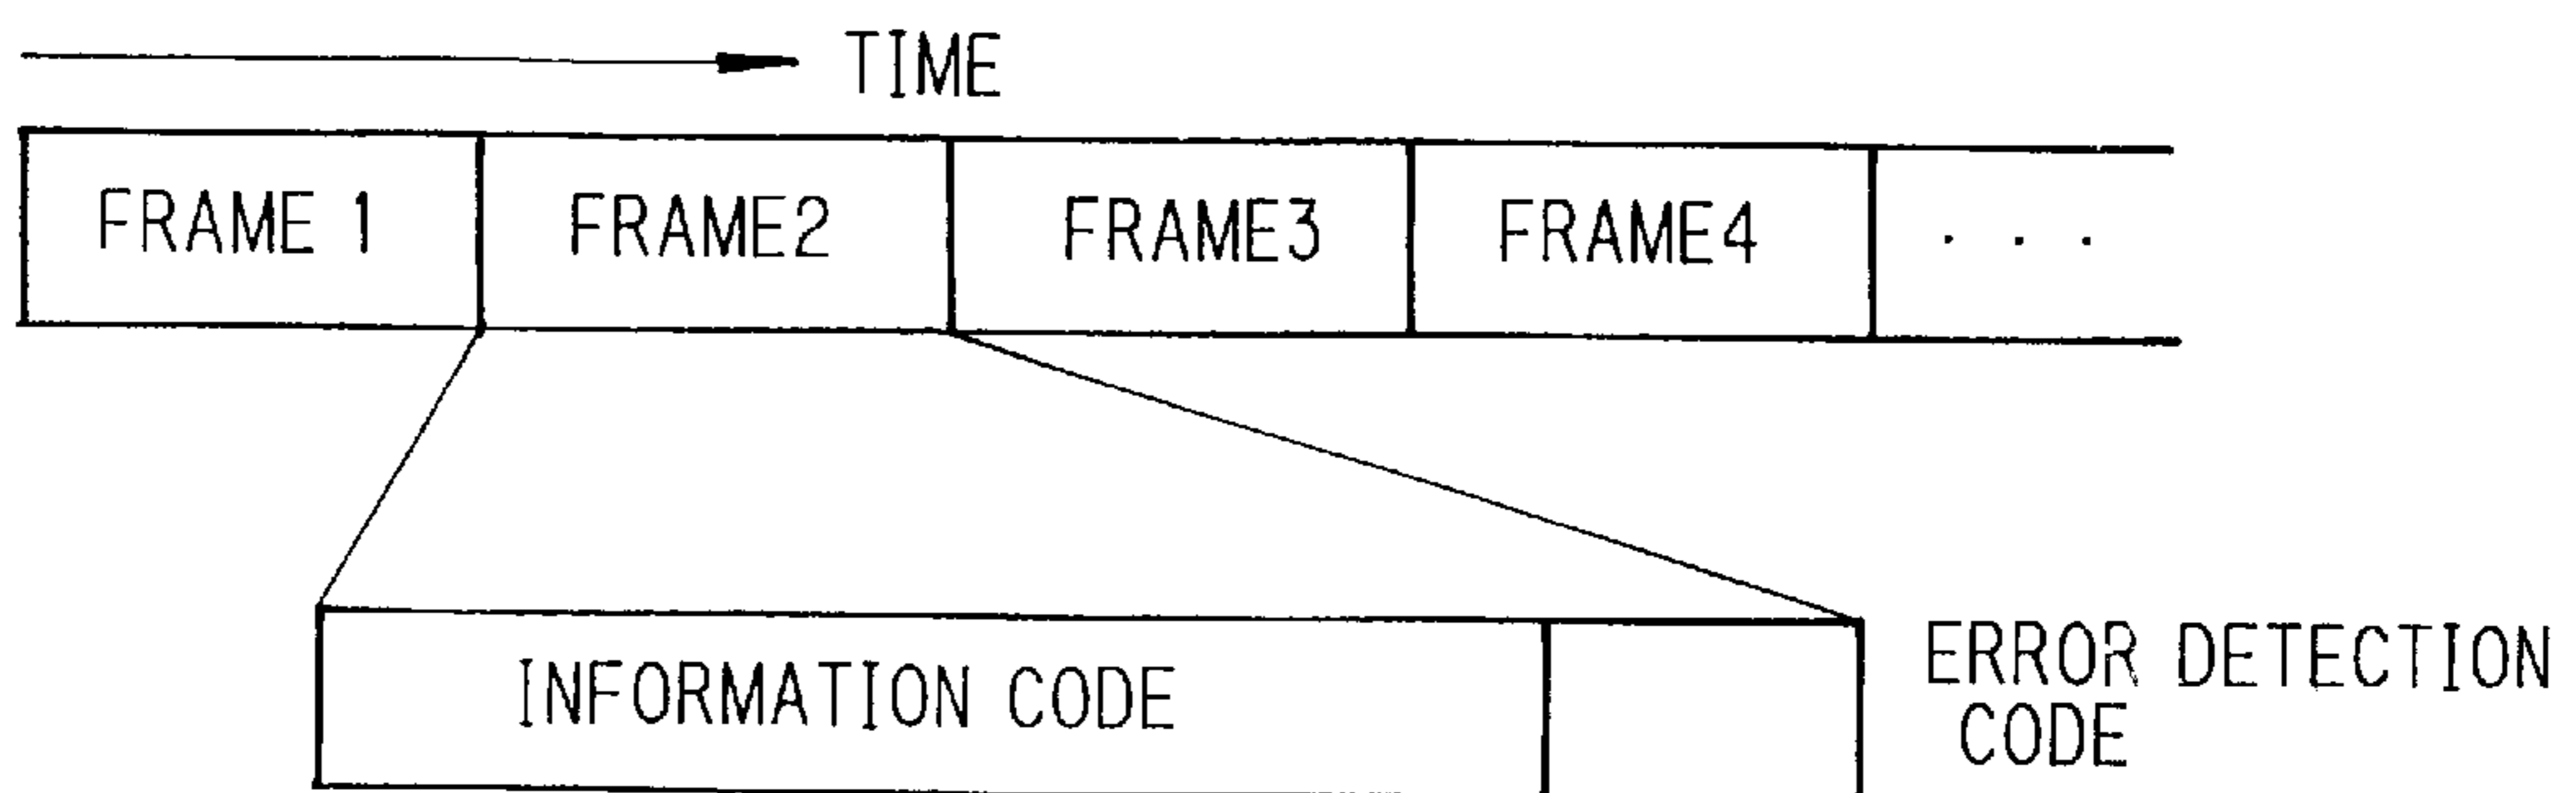 TIME
FRAME 1 FRAME2 FRAME3 FRAME4 . . .
INFORMATION CODE
ERROR DETECTION
CODE